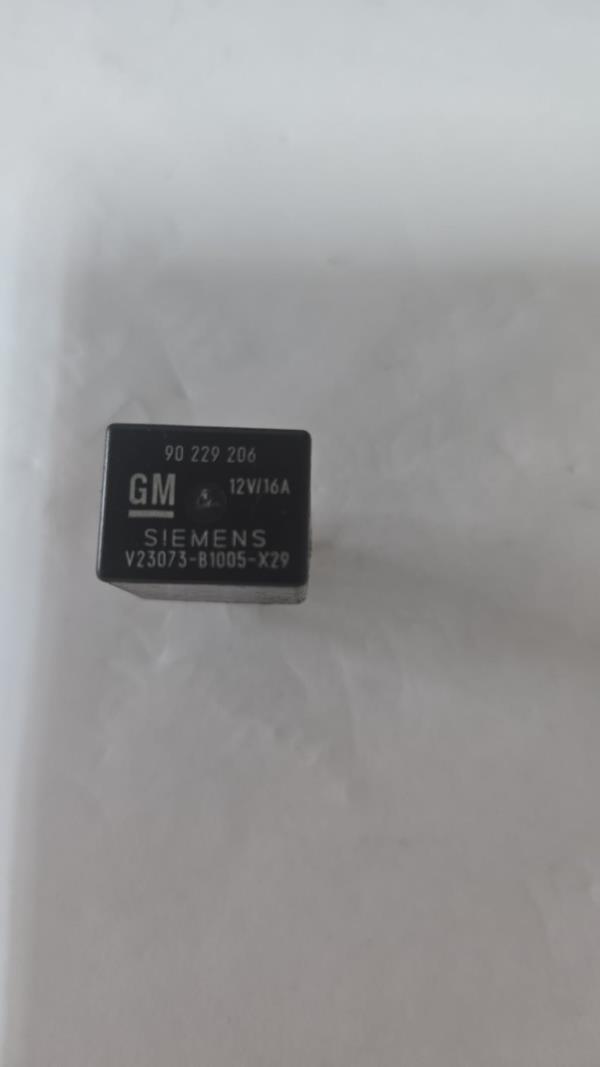 90 229 206
GM 12V/16A
SIEMENS
V23073-B1005-X29